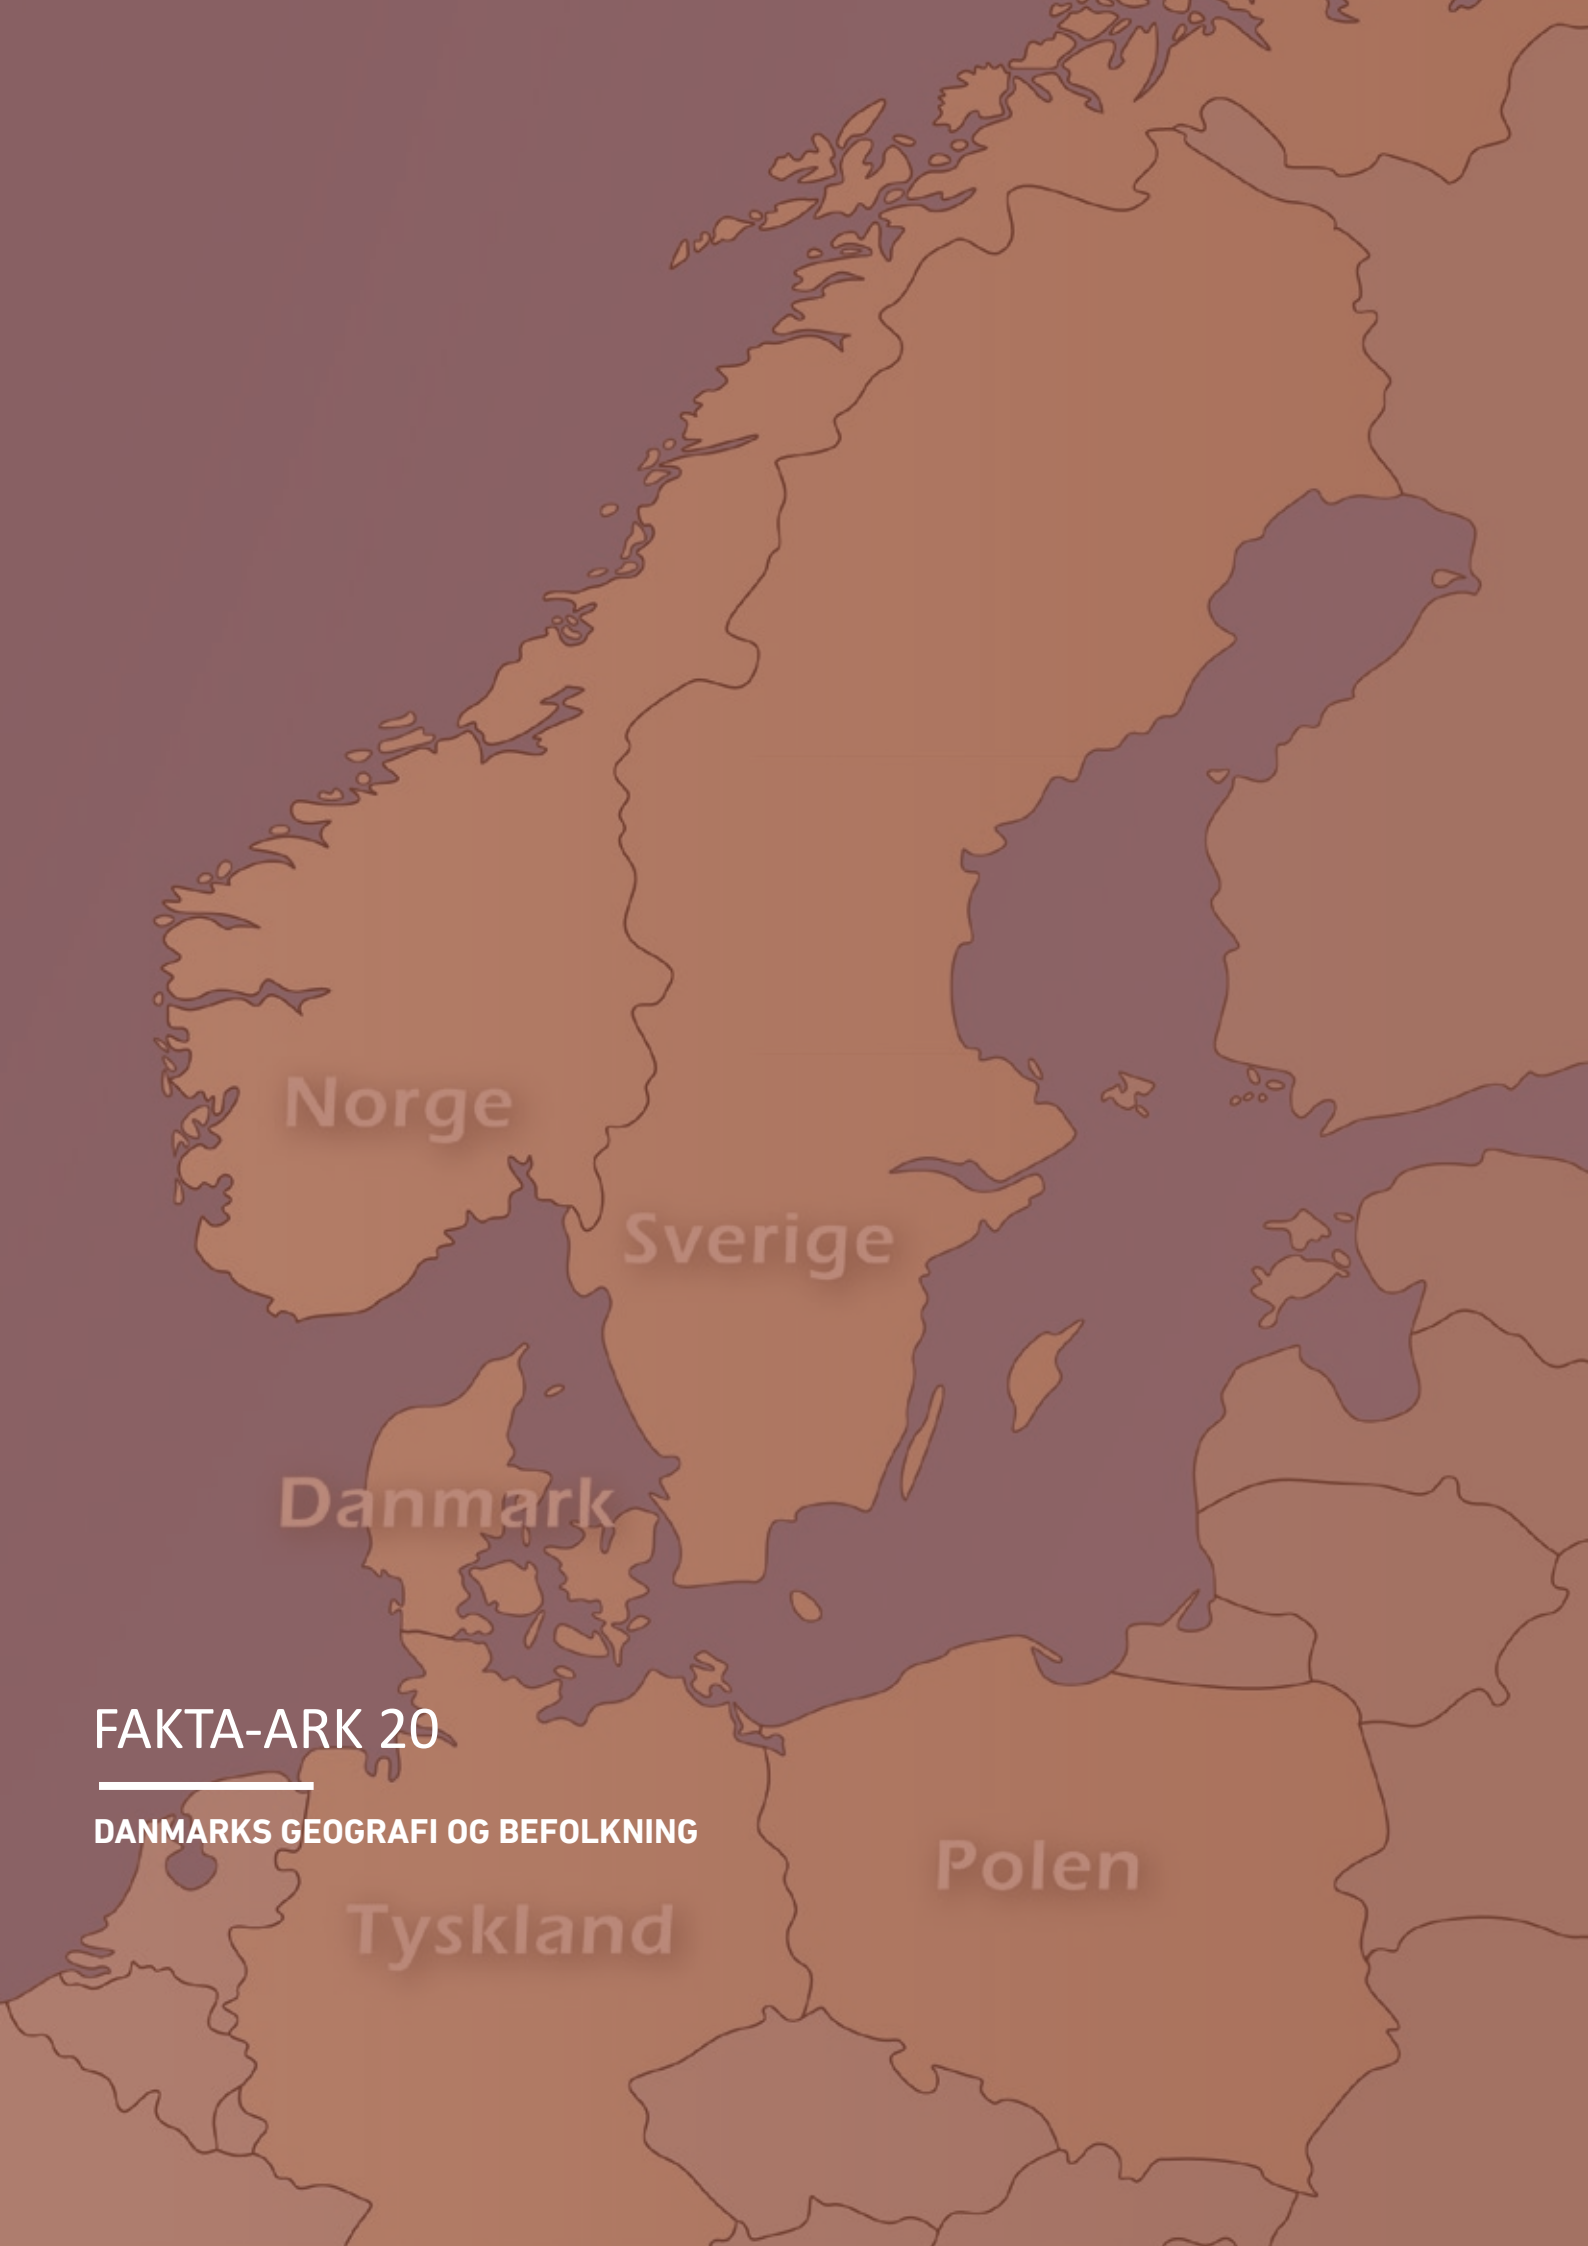 Norge
Sverige
Danmark
FAKTA-ARK 20
DANMARKS GEOGRAFI OG BEFOLKNING
Polen
Tyskland